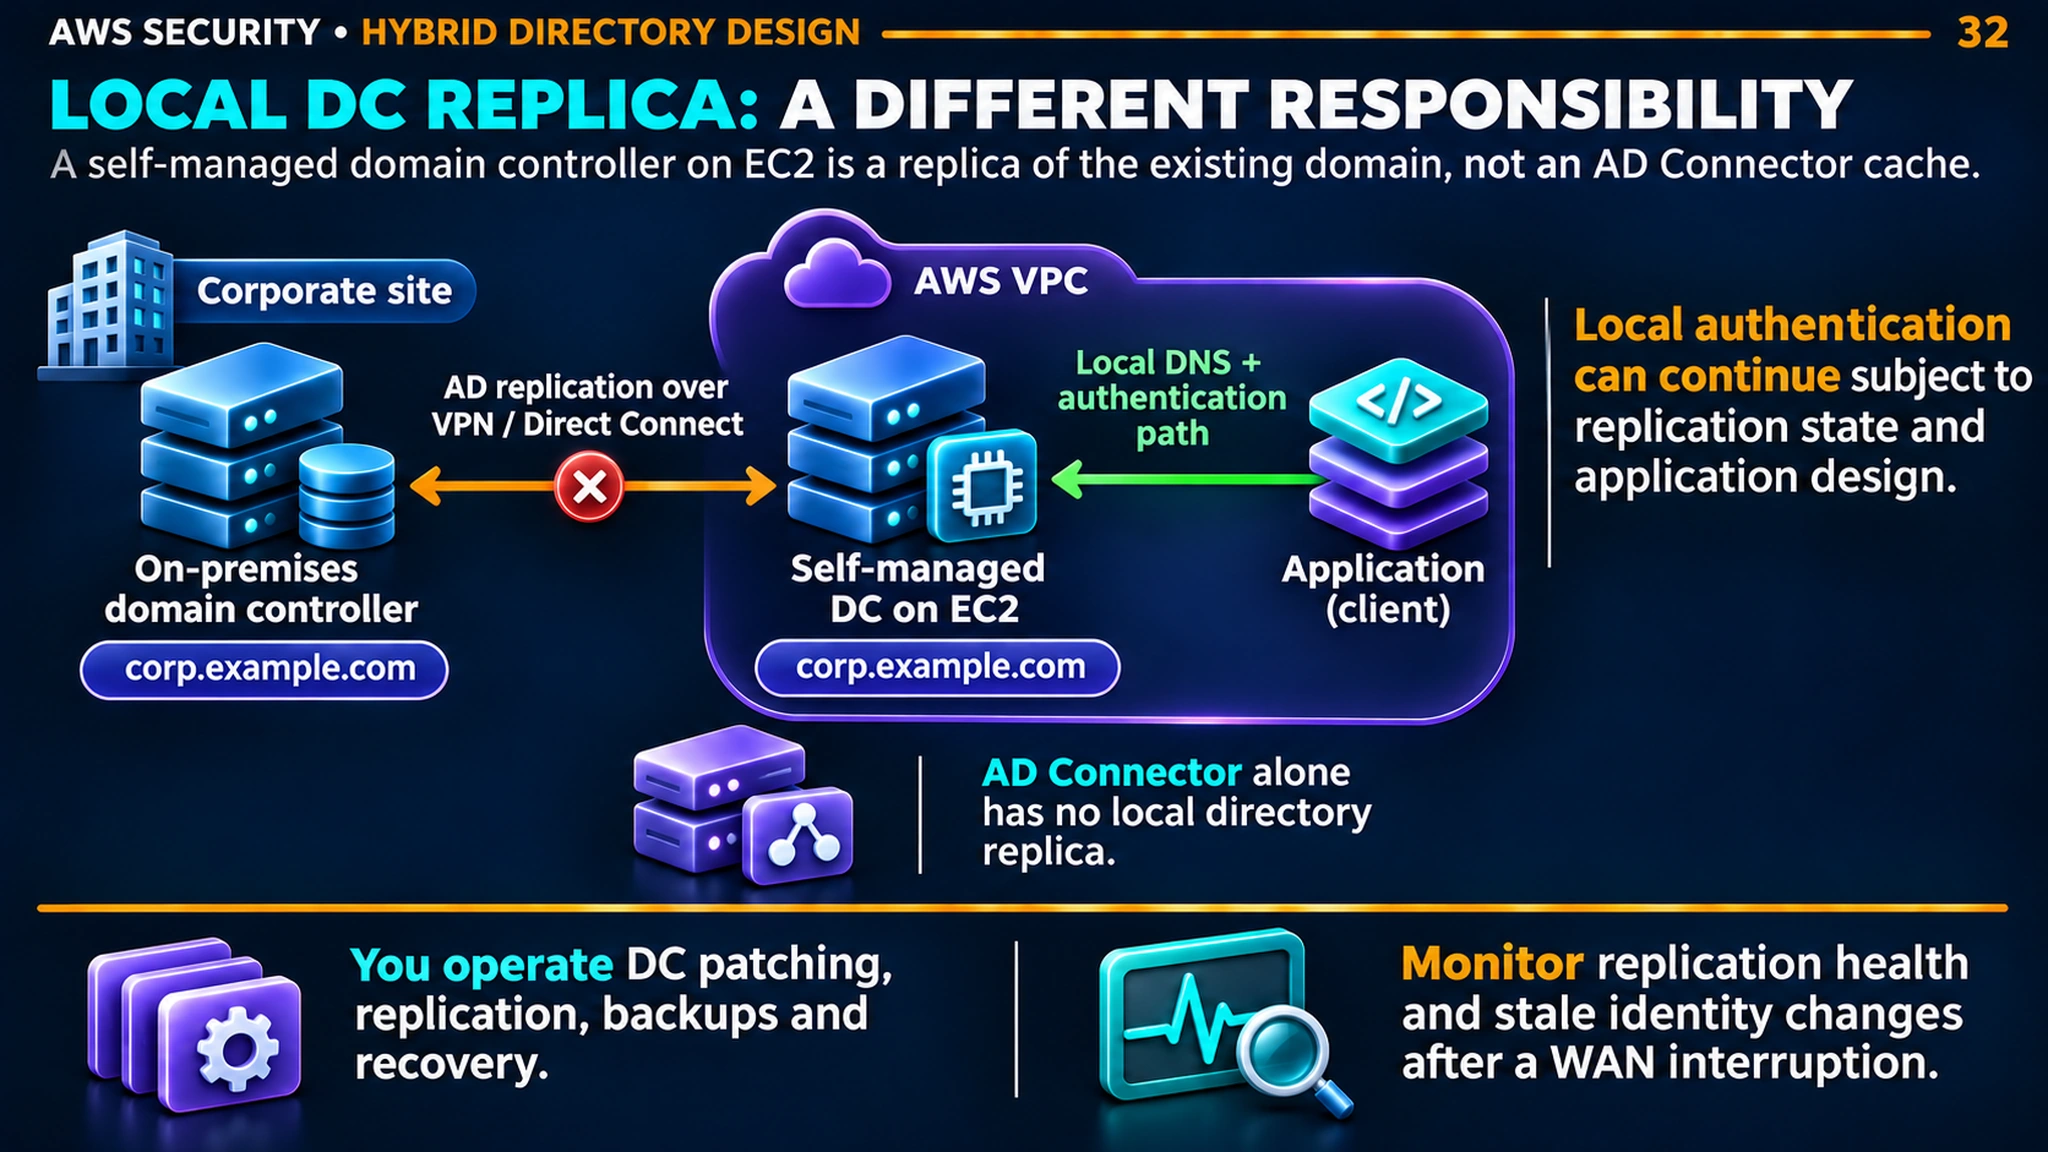 AWS SECURITY • HYBRID DIRECTORY DESIGN
32
LOCAL DC REPLICA: A DIFFERENT RESPONSIBILITY
A self-managed domain controller on EC2 is a replica of the existing domain, not an AD Connector cache.
Corporate site
AWS VPC
AD replication over
VPN / Direct Connect
Local DNS +
authentication
path
</>
On-premises
domain controller
corp.example.com
Self-managed
DC on EC2
corp.example.com
Application
(client)
Local authentication
can continue subject to
replication state and
application design.
AD Connector alone
has no local directory
replica.
You operate DC patching,
replication, backups and
recovery.
Monitor replication health
and stale identity changes
after a WAN interruption.